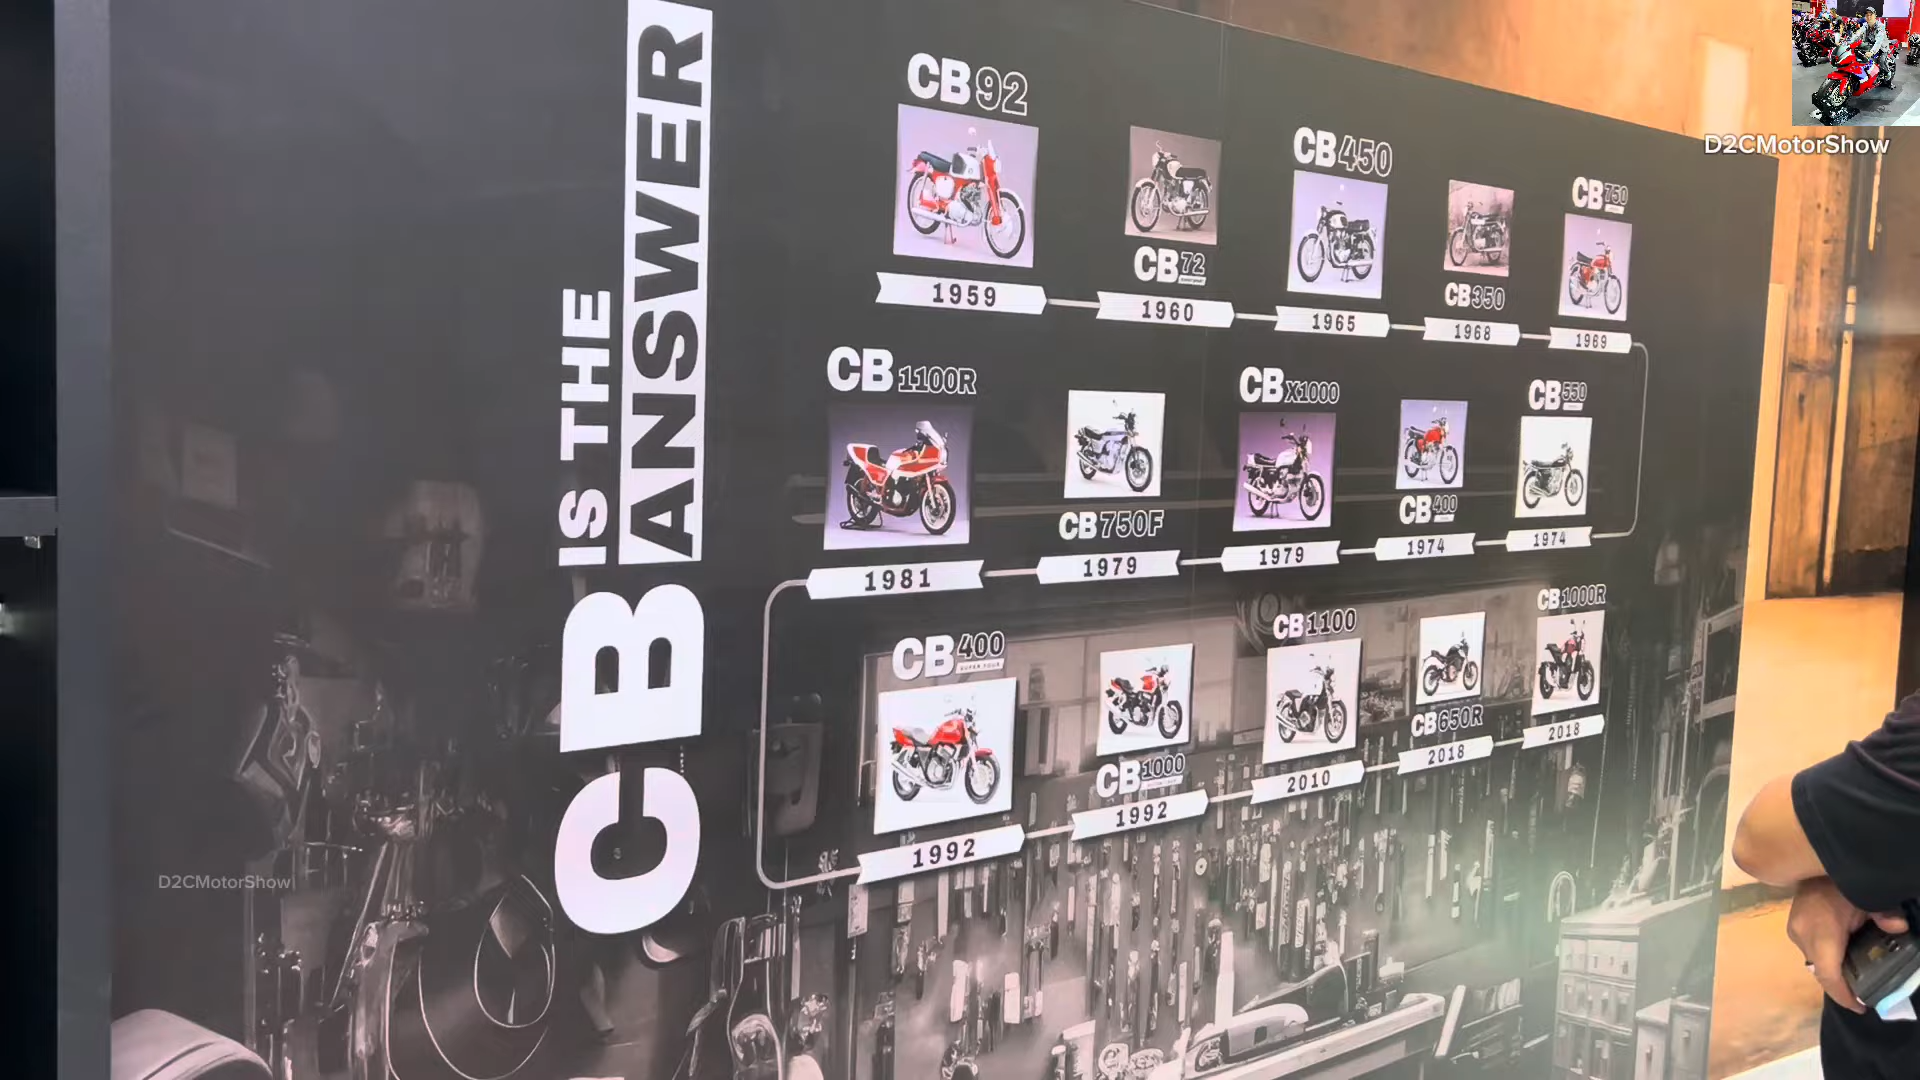 D2CMotorShow
CB IS THE
ANSWER
CB92
CB450
CB750
CB72
CB350
1959
1960
1965
1968
1969
CB1100R
CBX1000
CB550
CB750F
CB400
1981
1979
1979
1974
1974
CB400
SUPER FOUR
CB1100
CB1000R
CB1000
CB650R
1992
1992
2010
2018
2018
D2CMotorShow